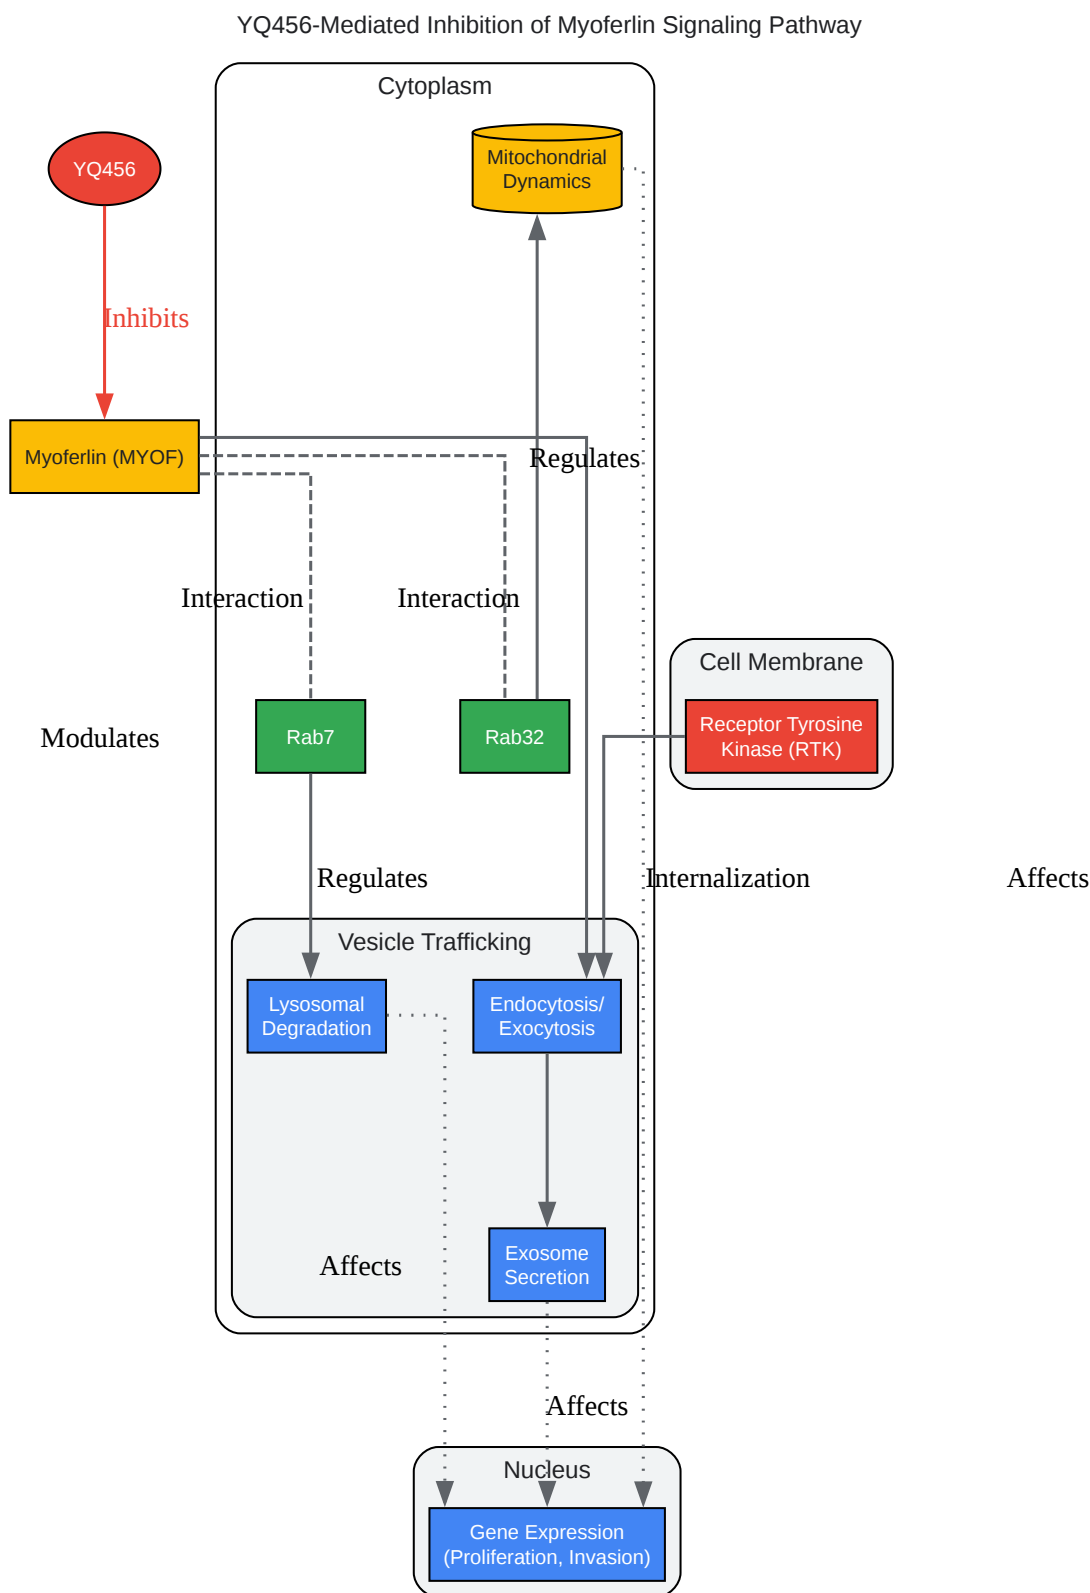 YQ456-Mediated Inhibition of Myoferlin Signaling Pathway
Cytoplasm
YQ456
Mitochondrial
Dynamics
Inhibits
Myoferlin (MYOF)
Regulates
Interaction
Interaction
Cell Membrane
Rab7
Rab32
Receptor Tyrosine
Kinase (RTK)
Modulates
Regulates
Internalization
Affects
Vesicle Trafficking
Lysosomal
Degradation
Endocytosis/
Exocytosis
Exosome
Secretion
Affects
Affects
Nucleus
Gene Expression
(Proliferation, Invasion)